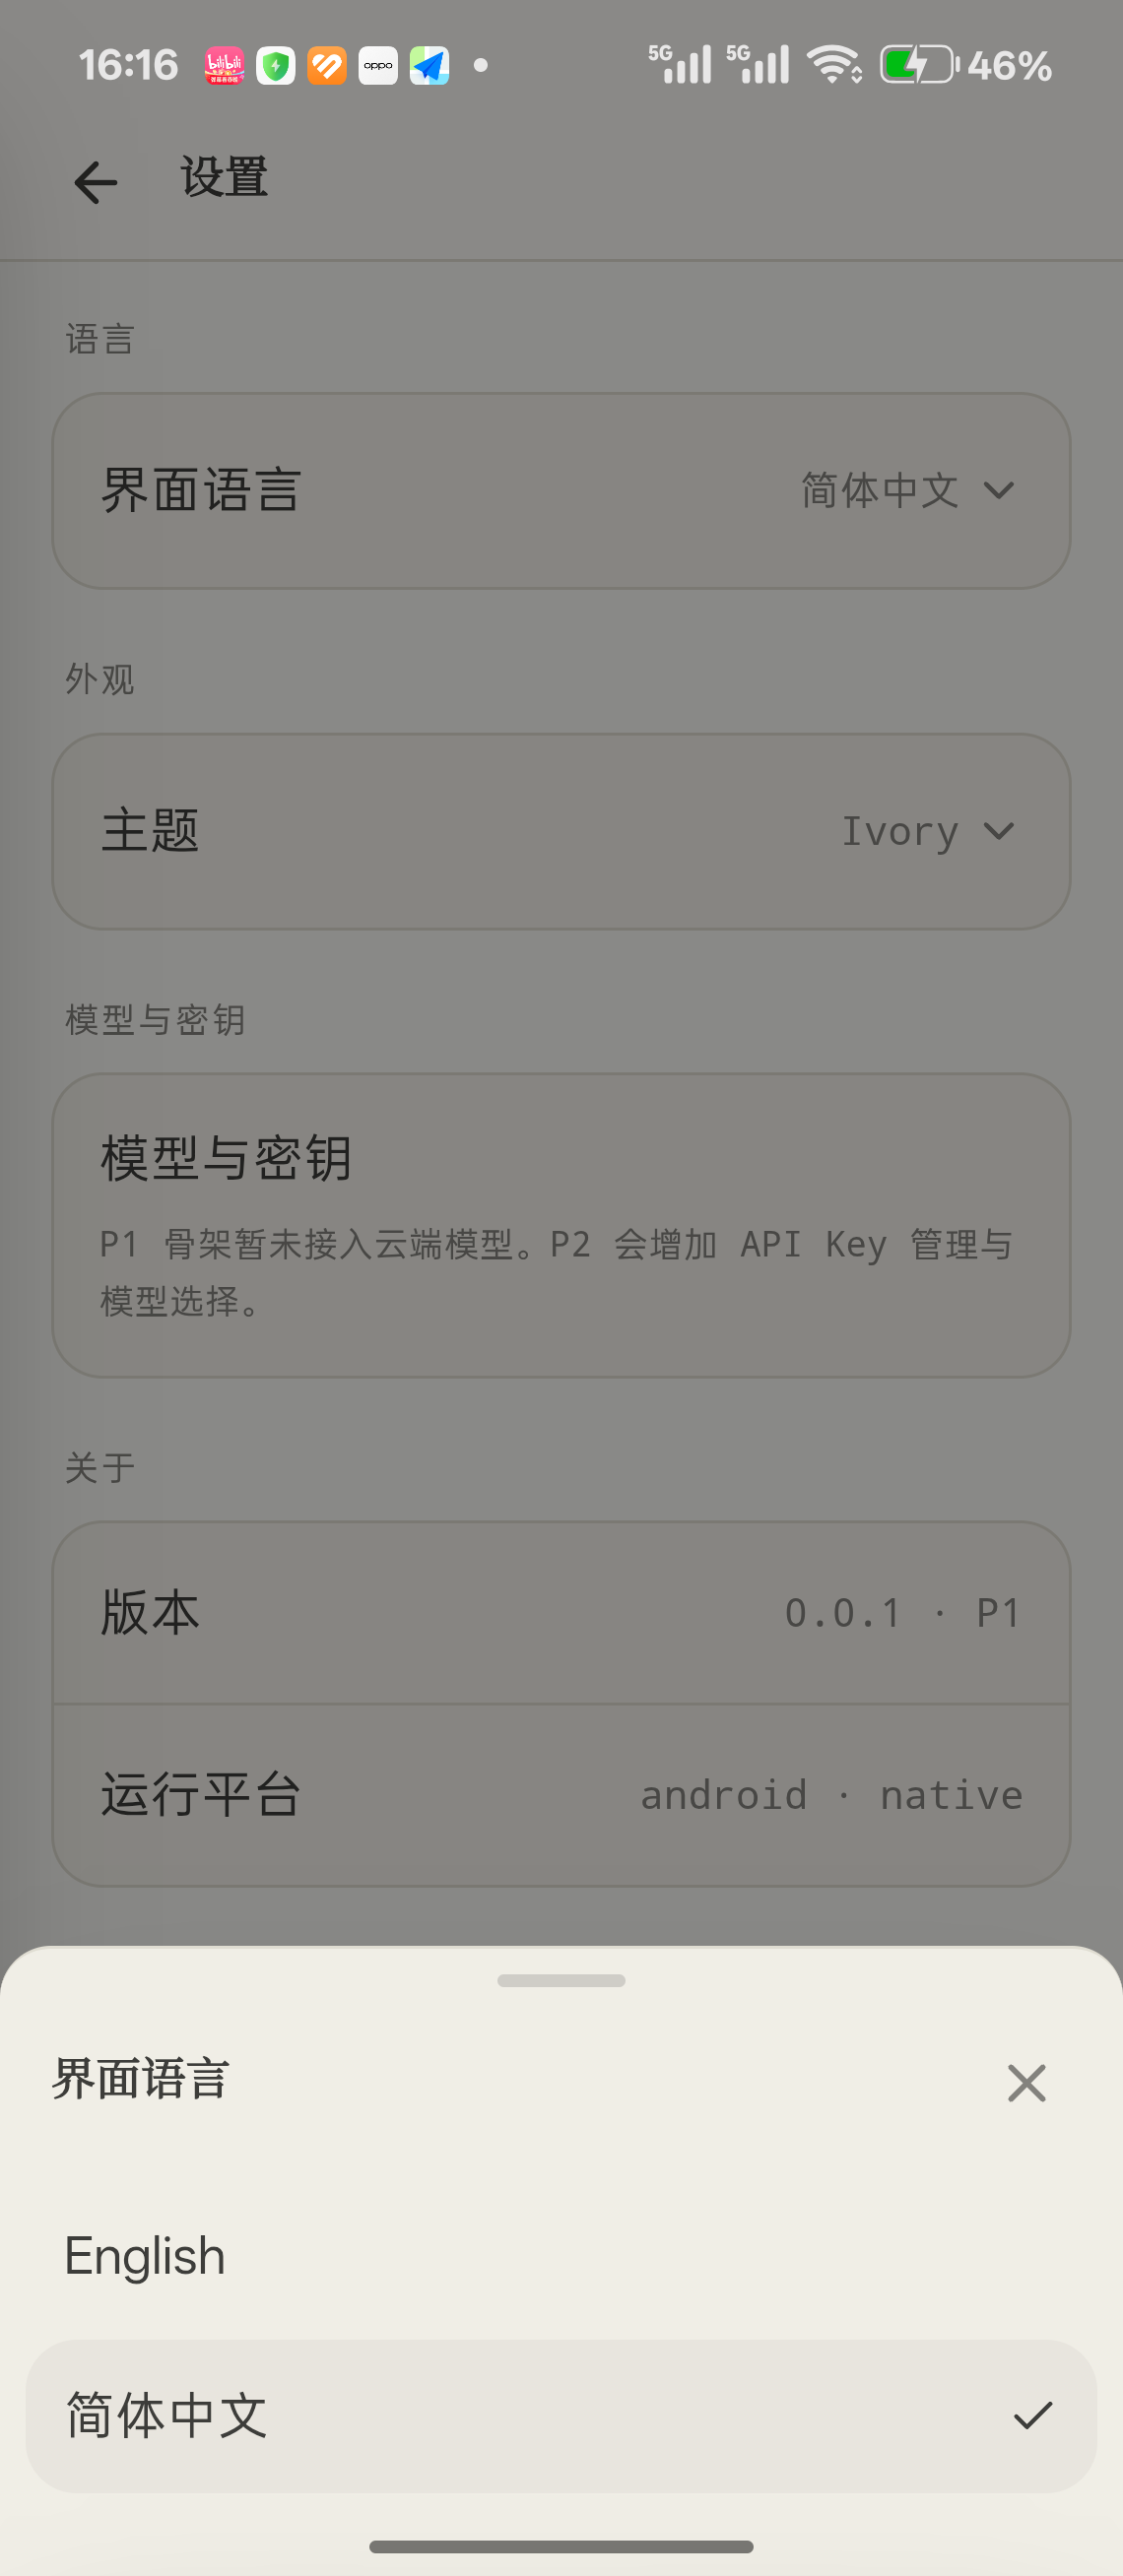 16:16
bilibili
oppo
5G
5G
46%
设置
语言
界面语言
简体中文
外观
主题
Ivory
模型与密钥
模型与密钥
P1 骨架暂未接入云端模型。P2 会增加 API Key 管理与
模型选择。
关于
版本
0.0.1 · P1
运行平台
android · native
界面语言
English
简体中文